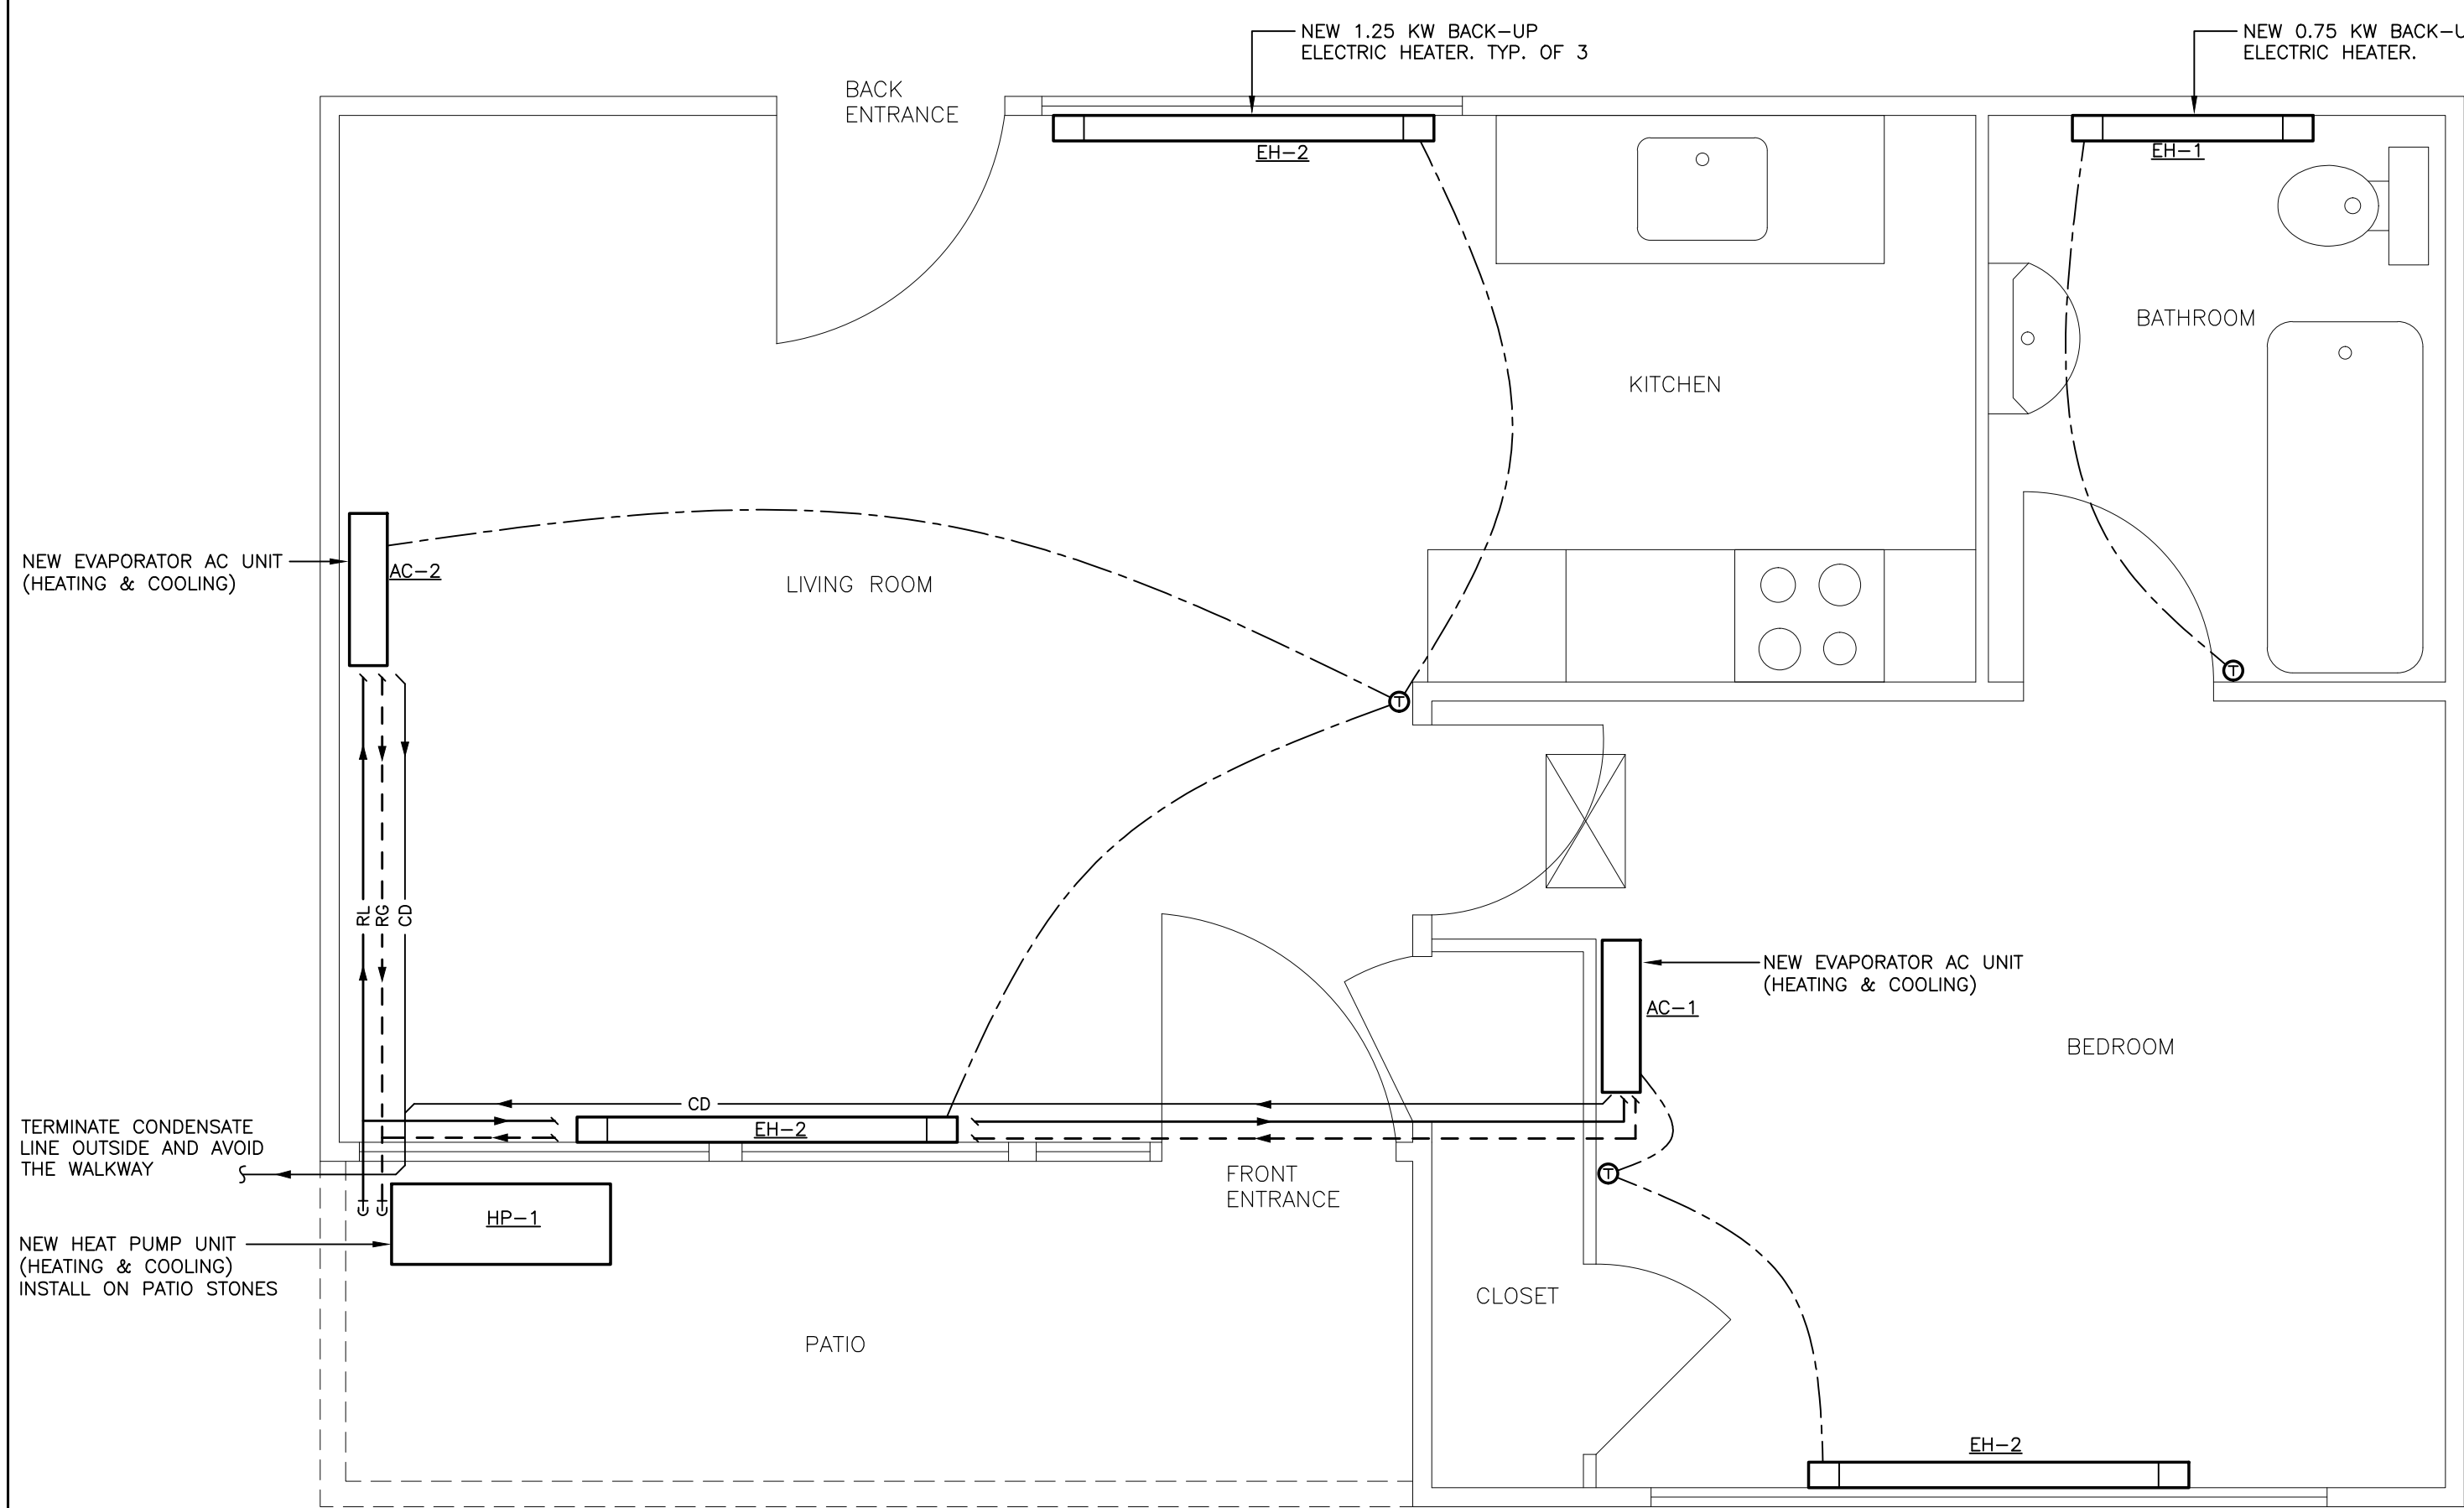 NEW 1.25 KW BACK-UP
ELECTRIC HEATER. TYP. OF 3
NEW 0.75 KW BACK-U
ELECTRIC HEATER.
BACK
ENTRANCE
EH-2
EH-1
BATHROOM
KITCHEN
NEW EVAPORATOR AC UNIT
(HEATING & COOLING)
AC-2
LIVING ROOM
T
T
RL
RG
CD
NEW EVAPORATOR AC UNIT
(HEATING & COOLING)
AC-1
BEDROOM
CD
EH-2
TERMINATE CONDENSATE
LINE OUTSIDE AND AVOID
THE WALKWAY
FRONT
ENTRANCE
T
HP-1
NEW HEAT PUMP UNIT
(HEATING & COOLING)
INSTALL ON PATIO STONES
CLOSET
PATIO
EH-2